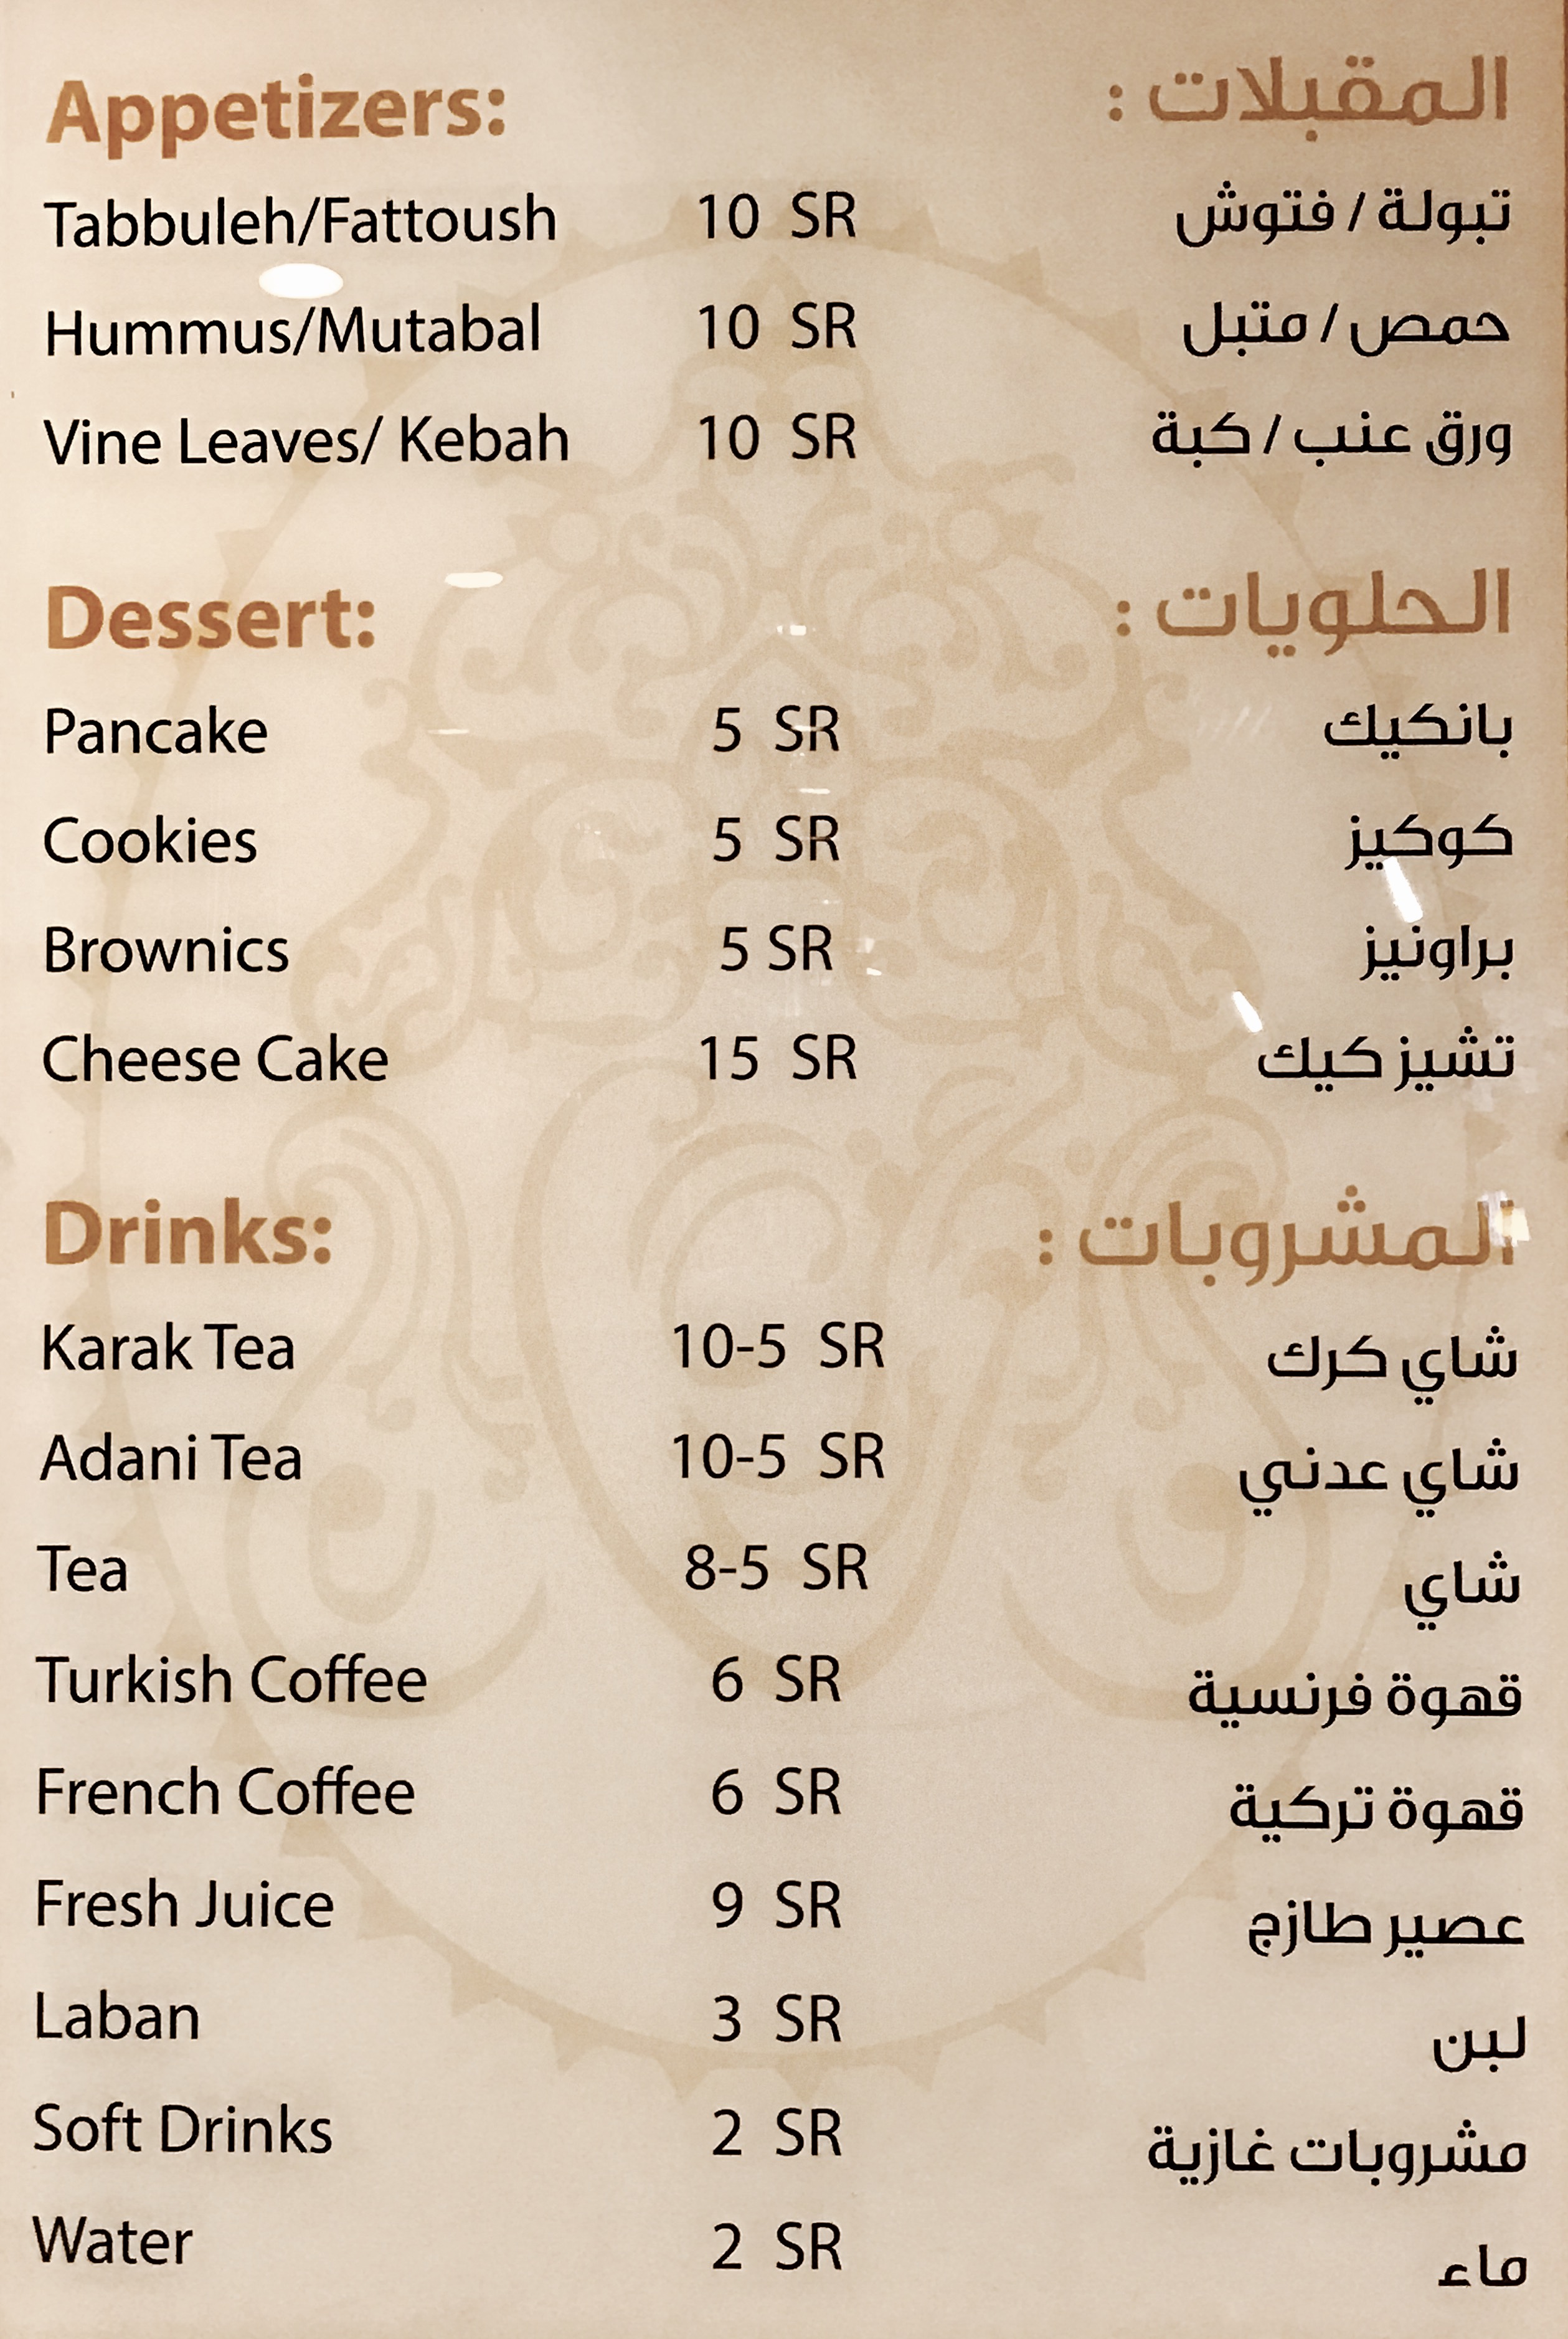 Appetizers: المقبلات :
Tabbuleh/Fattoush 10 SR تبولة / فتوش
Hummus/Mutabal 10 SR حمص / متبل
Vine Leaves/ Kebah 10 SR ورق عنب / كبة
Dessert: الحلويات :
Pancake 5 SR بانكيك
Cookies 5 SR كوكيز
Brownics 5 SR براونيز
Cheese Cake 15 SR تشيز كيك
Drinks: المشروبات :
Karak Tea 10-5 SR شاي كرك
Adani Tea 10-5 SR شاي عدني
Tea 8-5 SR شاي
Turkish Coffee 6 SR قهوة فرنسية
French Coffee 6 SR قهوة تركية
Fresh Juice 9 SR عصير طازج
Laban 3 SR لبن
Soft Drinks 2 SR مشروبات غازية
Water 2 SR ماء